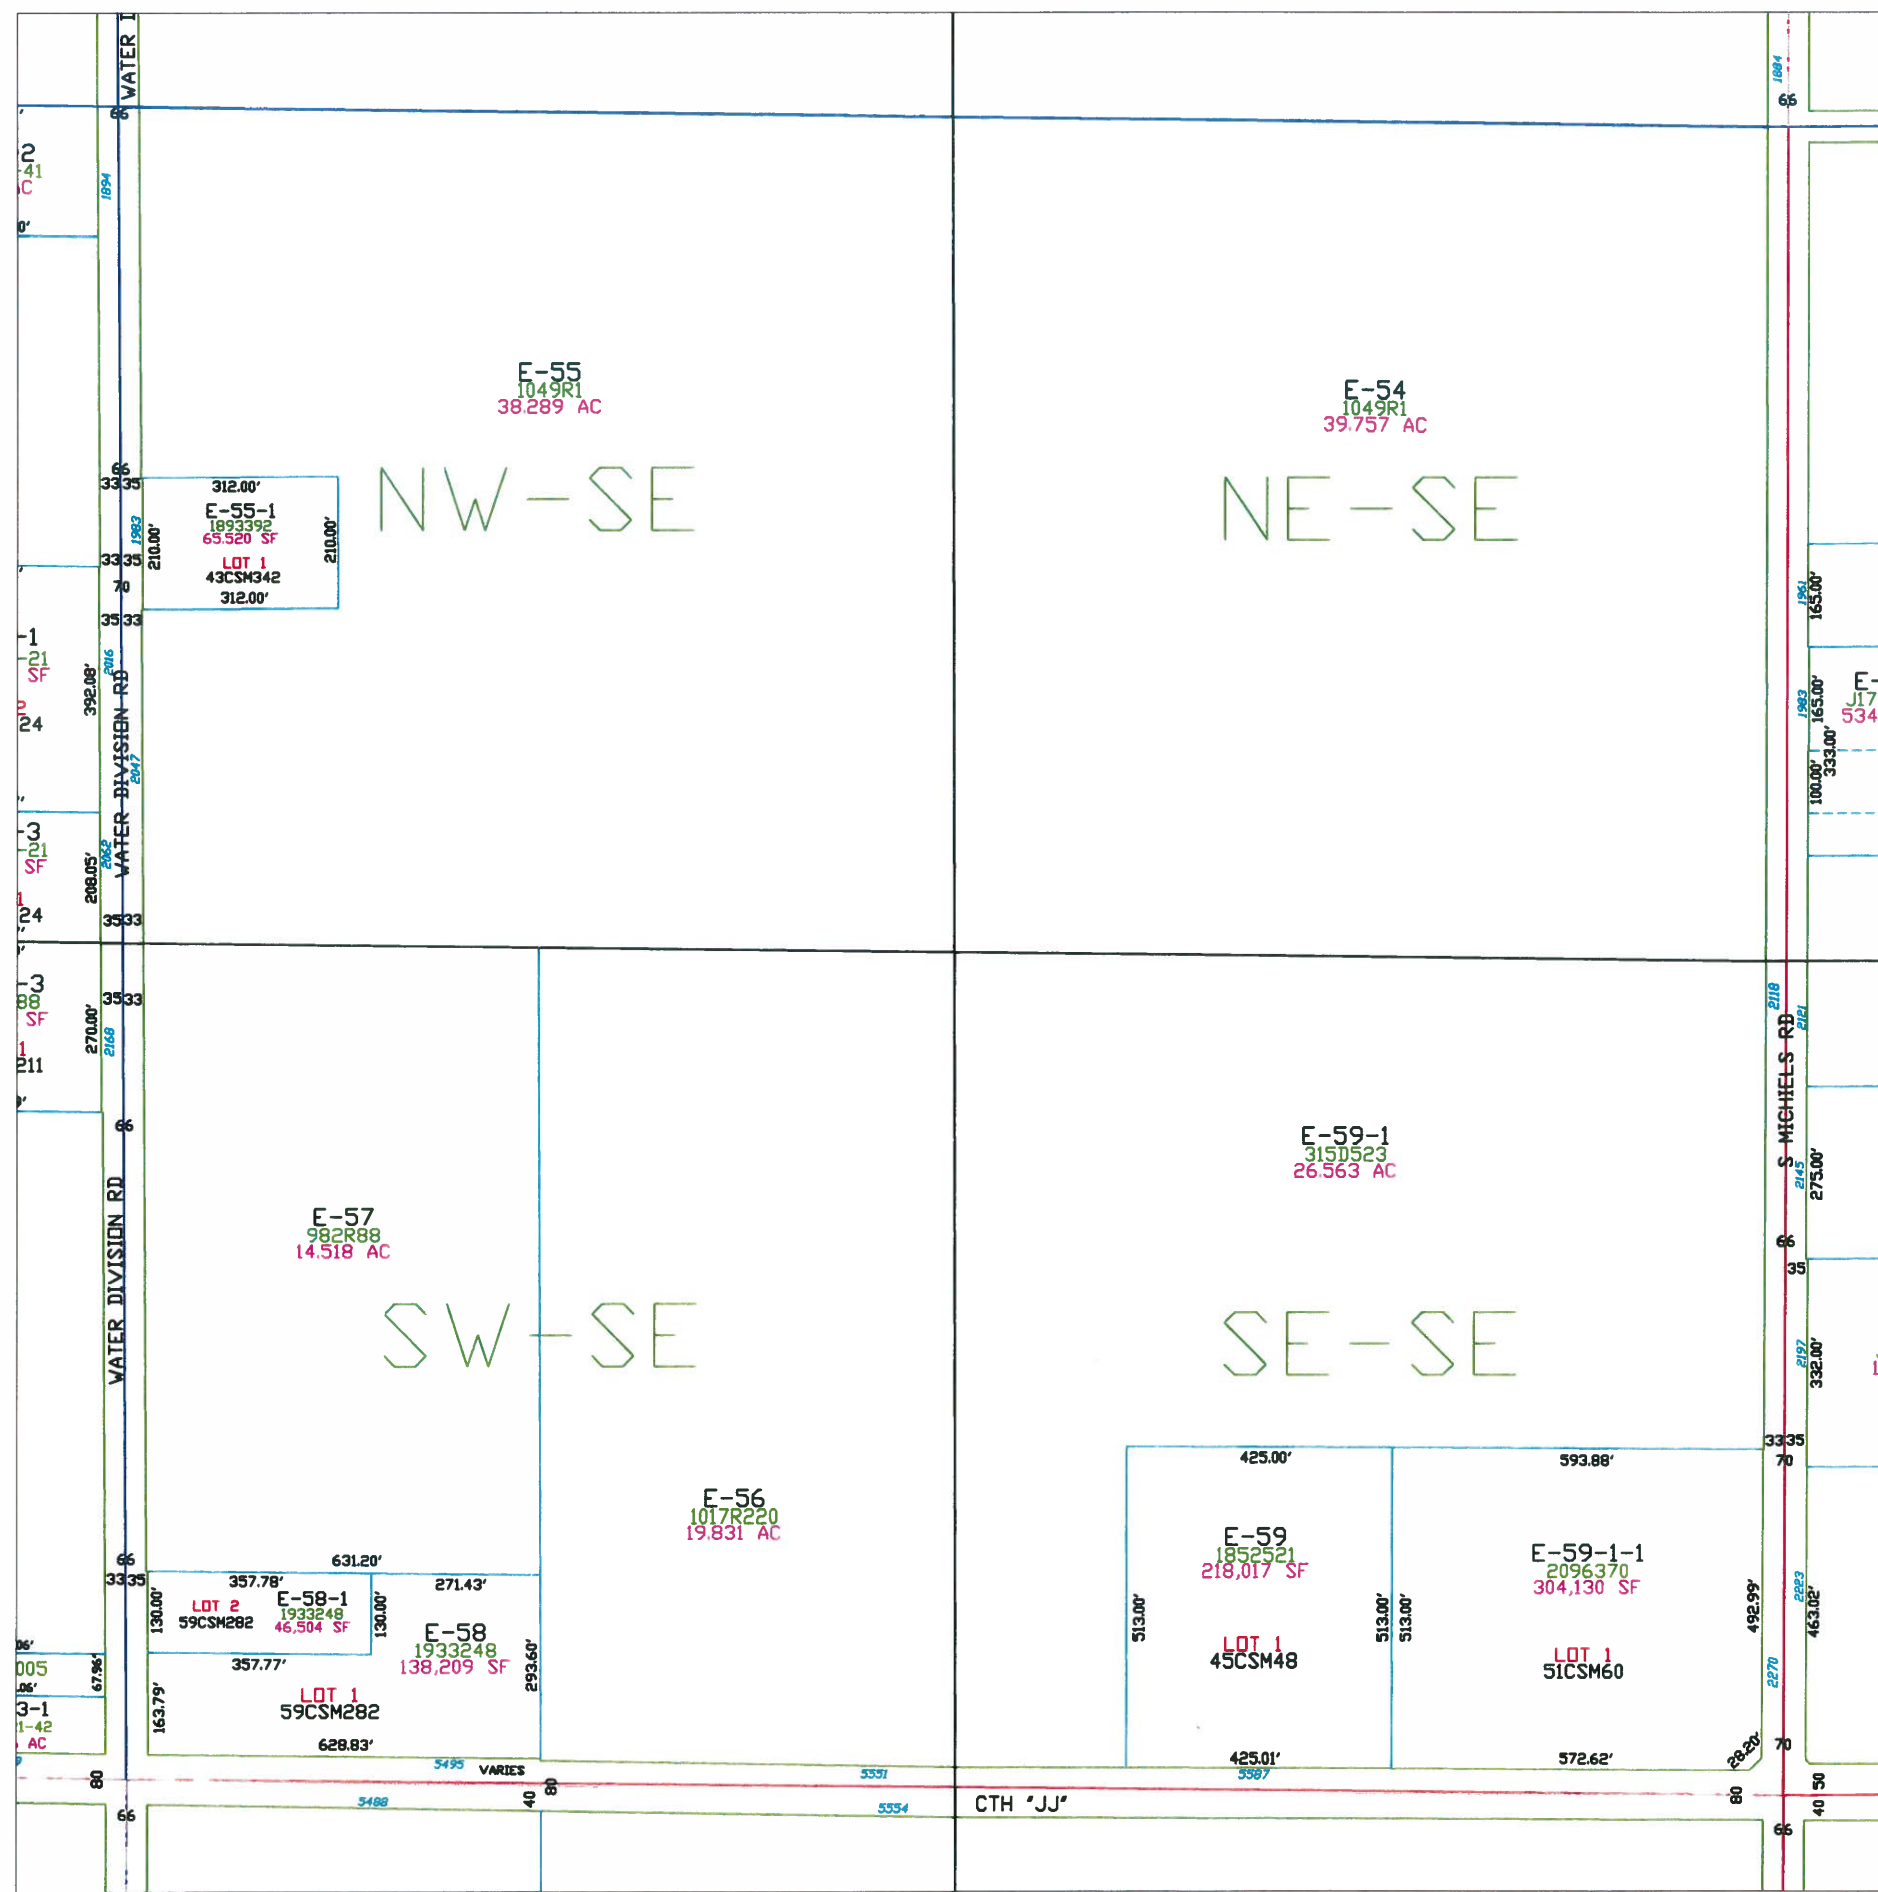 WATER
66
1884
66
2
-41
C
1894
0'
E-55
1049R1
38.289 AC
E-54
1049R1
39.757 AC
NW-SE
NE-SE
66
33 35
312.00'
E-55-1
1893392
65.520 SF
LOT 1
43CSM342
312.00'
210.00'
210.00'
1983
33 35
70
35 33
1961
165.00'
-1
-21
SF
24
392.08'
2016
WATER DIVISION RD
2047
1983
165.00'
333.00'
100.00'
E-
J17
534
-3
-21
SF
24
208.05'
2062
35 33
-3
88
SF
1
211
35 33
270.00'
2168
66
2118
2121
S MICHIELS RD
E-59-1
315D523
26.563 AC
2145
275.00'
E-57
982R88
14.518 AC
WATER DIVISION RD
66
35
SW-SE
SE-SE
2197
332.00'
33 35
70
425.00'
593.88'
E-56
1017R220
19.831 AC
E-59
1852521
218,017 SF
LOT 1
45CSM48
513.00'
513.00'
513.00'
E-59-1-1
2096370
304,130 SF
LOT 1
51CSM60
492.99'
2223
463.02'
66
33 35
631.20'
357.78'
271.43'
130.00'
LOT 2
59CSM282
E-58-1
1933248
46,504 SF
130.00'
E-58
1933248
138,209 SF
293.60'
357.77'
163.79'
LOT 1
59CSM282
628.83'
06'
005
.06'
67.96'
3-1
1-42
AC
2270
70
28.20'
425.01'
572.62'
5495
VARIES
5551
5587
80
40
80
5488
5554
CTH "JJ"
80
40 50
66
66